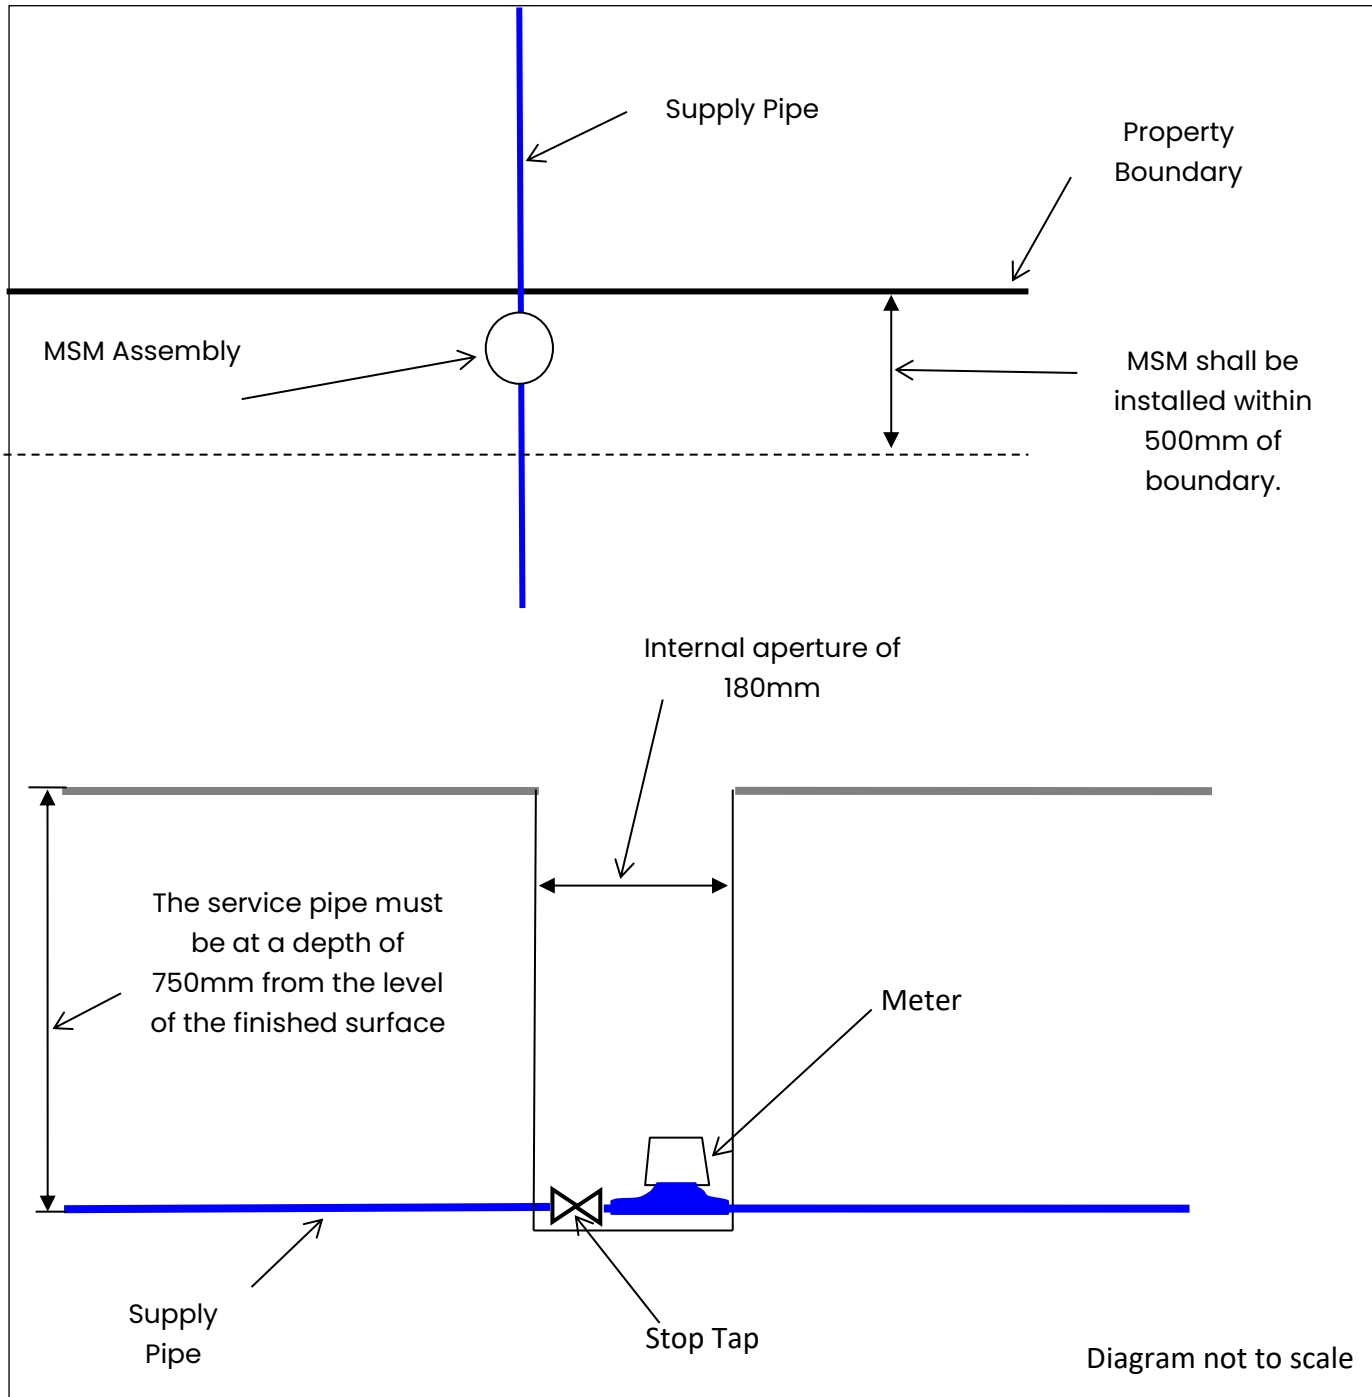 Supply Pipe
Property
Boundary
MSM Assembly
MSM shall be
installed within
500mm of
boundary.
Internal aperture of
180mm
The service pipe must
be at a depth of
750mm from the level
of the finished surface
Meter
Supply
Pipe
Stop Tap
Diagram not to scale